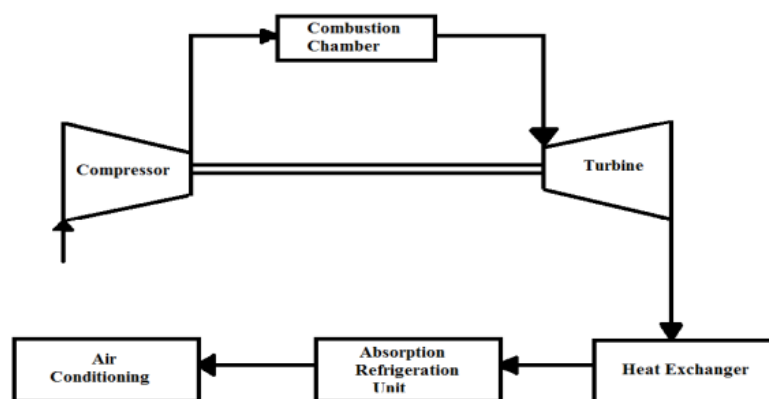 Combustion
Chamber
Compressor
Turbine
Air
Conditioning
Absorption
Refrigeration
Unit
Heat Exchanger